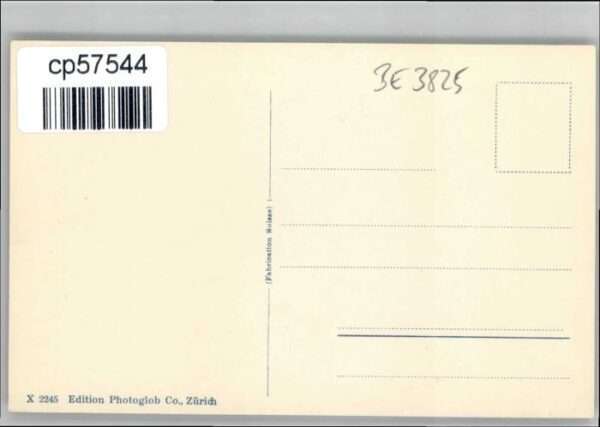 cp57544
BE 3825
(Fabrication Suisse)
X 2245 Edition Photoglob Co., Zürich